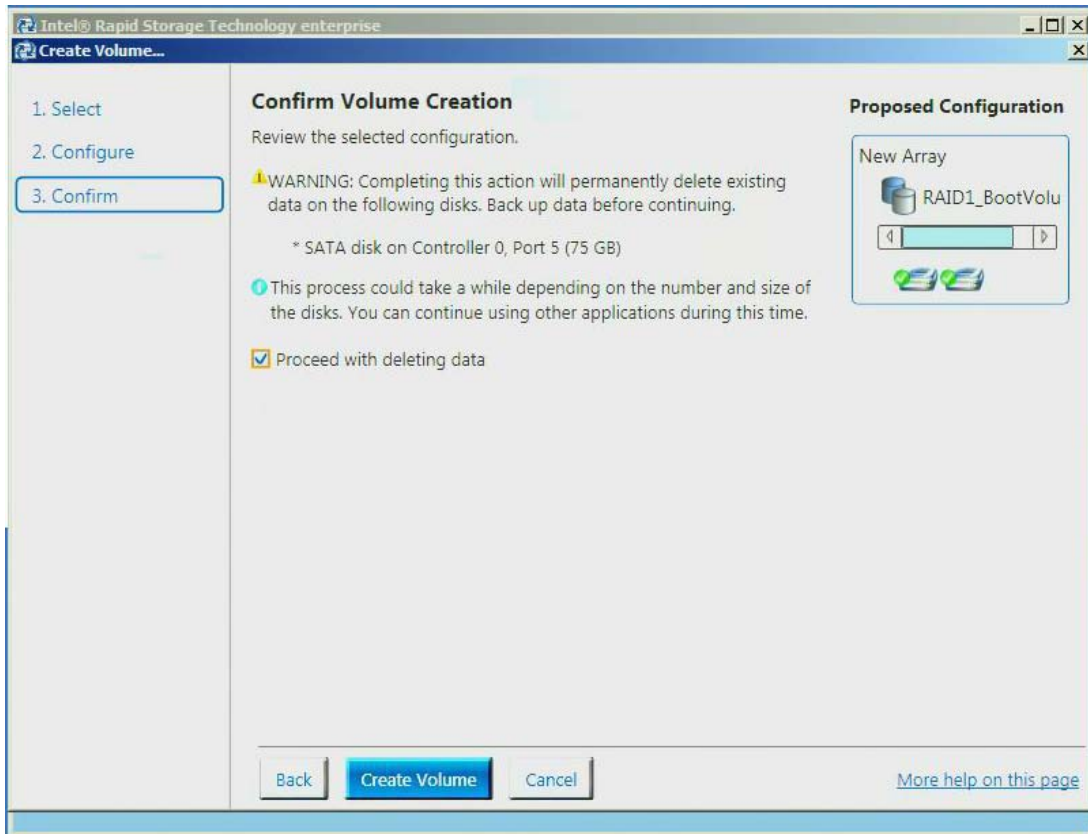 Intel® Rapid Storage Technology enterprise
Create Volume...
1. Select
2. Configure
3. Confirm
Confirm Volume Creation
Review the selected configuration.
WARNING: Completing this action will permanently delete existing
data on the following disks. Back up data before continuing.
* SATA disk on Controller 0, Port 5 (75 GB)
This process could take a while depending on the number and size of
the disks. You can continue using other applications during this time.
Proceed with deleting data
Proposed Configuration
New Array
RAID1_BootVolu
Back
Create Volume
Cancel
More help on this page